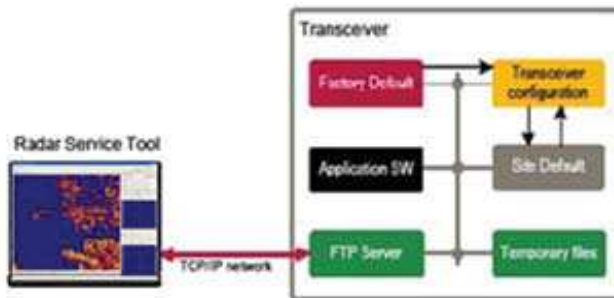 Transceiver
Factory Default
Transceiver
configuration
Radar Service Tool
Application SW
Site Default
TCP/IP network
FTP Server
Temporary files